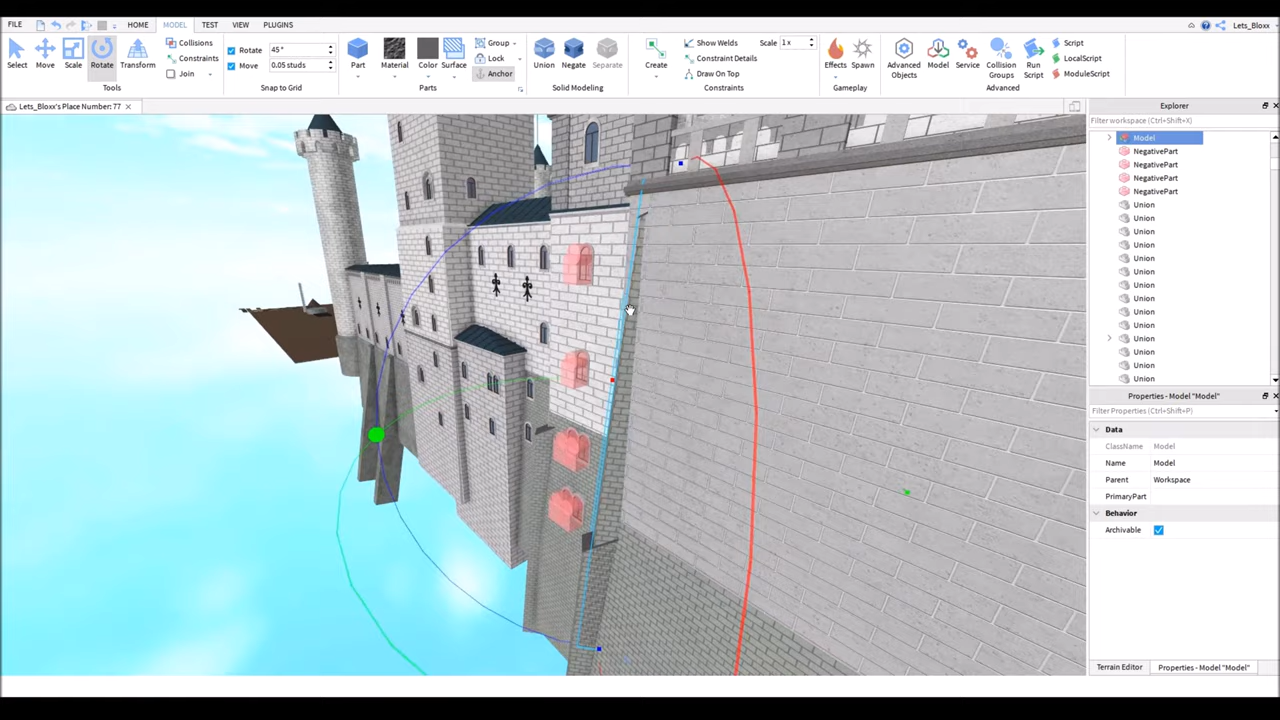 FILE HOME MODEL TEST VIEW PLUGINS Lets_Bloxx
Select Move Scale Rotate Transform
Collisions
Constraints
Join
Tools
Rotate 45°
Move 0.05 studs
Snap to Grid
Part Material Color Surface
Group
Lock
Anchor
Parts
Union Negate Separate
Solid Modeling
Create
Show Welds Scale 1x
Constraint Details
Draw On Top
Constraints
Effects Spawn
Gameplay
Advanced Objects Model Service Collision Groups Run Script
Script
LocalScript
ModuleScript
Advanced
Lets_Bloxx's Place Number: 77
Explorer
Filter workspace (Ctrl+Shift+X)
Model
NegativePart
NegativePart
NegativePart
NegativePart
Union
Union
Union
Union
Union
Union
Union
Union
Union
Union
Union
Union
Union
Union
Properties - Model "Model"
Filter Properties (Ctrl+Shift+P)
Data
ClassName Model
Name Model
Parent Workspace
PrimaryPart
Behavior
Archivable
Terrain Editor Properties - Model "Model"